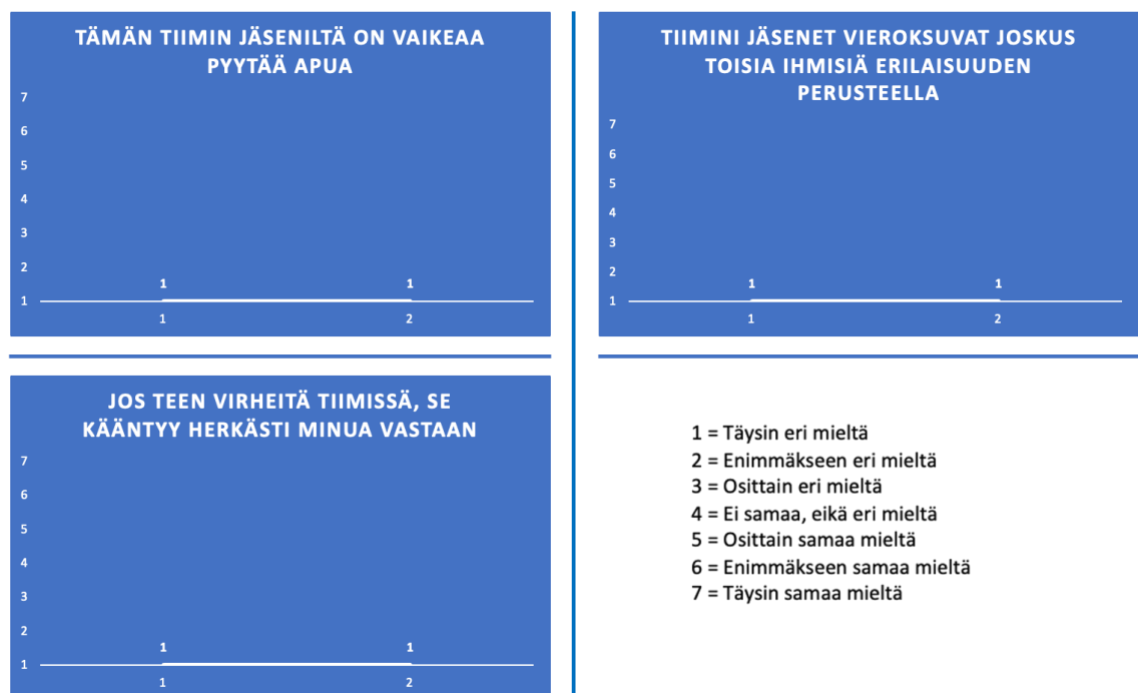 TÄMÄN TIIMIN JÄSENILTÄ ON VAIKEAA
PYYTÄÄ APUA
7
6
5
4
3
2
1
1 1
1 2
TIIMINI JÄSENET VIEROKSUVAT JOSKUS
TOISIA IHMISIÄ ERILAISUUDEN
PERUSTEELLA
7
6
5
4
3
2
1
1 1
1 2
JOS TEEN VIRHEITÄ TIIMISSÄ, SE
KÄÄNTYY HERKÄSTI MINUA VASTAAN
7
6
5
4
3
2
1
1 1
1 2
1 = Täysin eri mieltä
2 = Enimmäkseen eri mieltä
3 = Osittain eri mieltä
4 = Ei samaa, eikä eri mieltä
5 = Osittain samaa mieltä
6 = Enimmäkseen samaa mieltä
7 = Täysin samaa mieltä